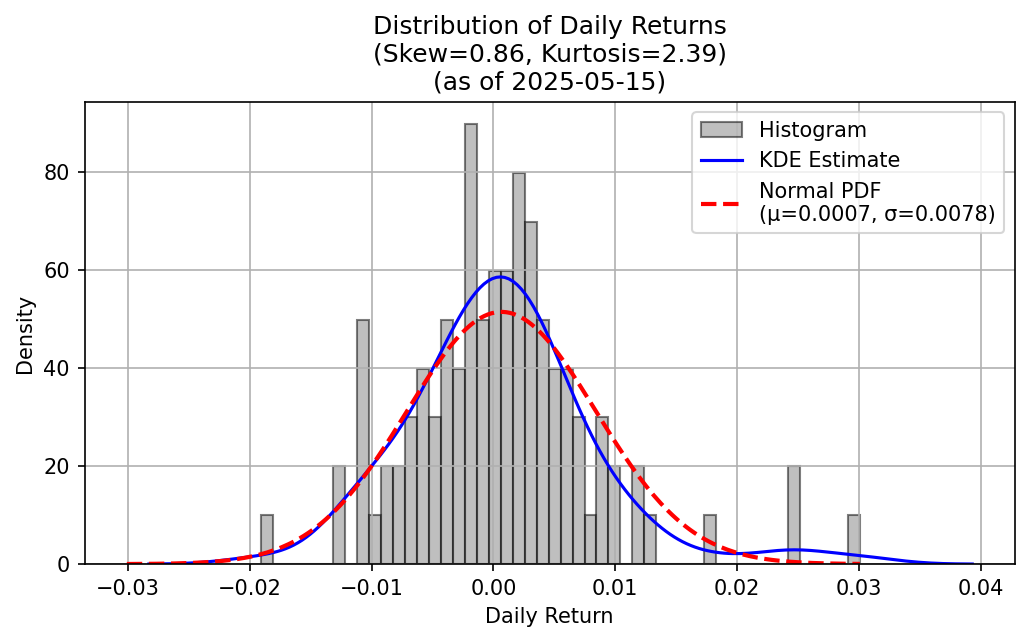 Distribution of Daily Returns
(Skew=0.86, Kurtosis=2.39)
(as of 2025-05-15)
Histogram
KDE Estimate
Normal PDF
(μ=0.0007, σ=0.0078)
Density
80
60
40
20
0
−0.03 −0.02 −0.01 0.00 0.01 0.02 0.03 0.04
Daily Return